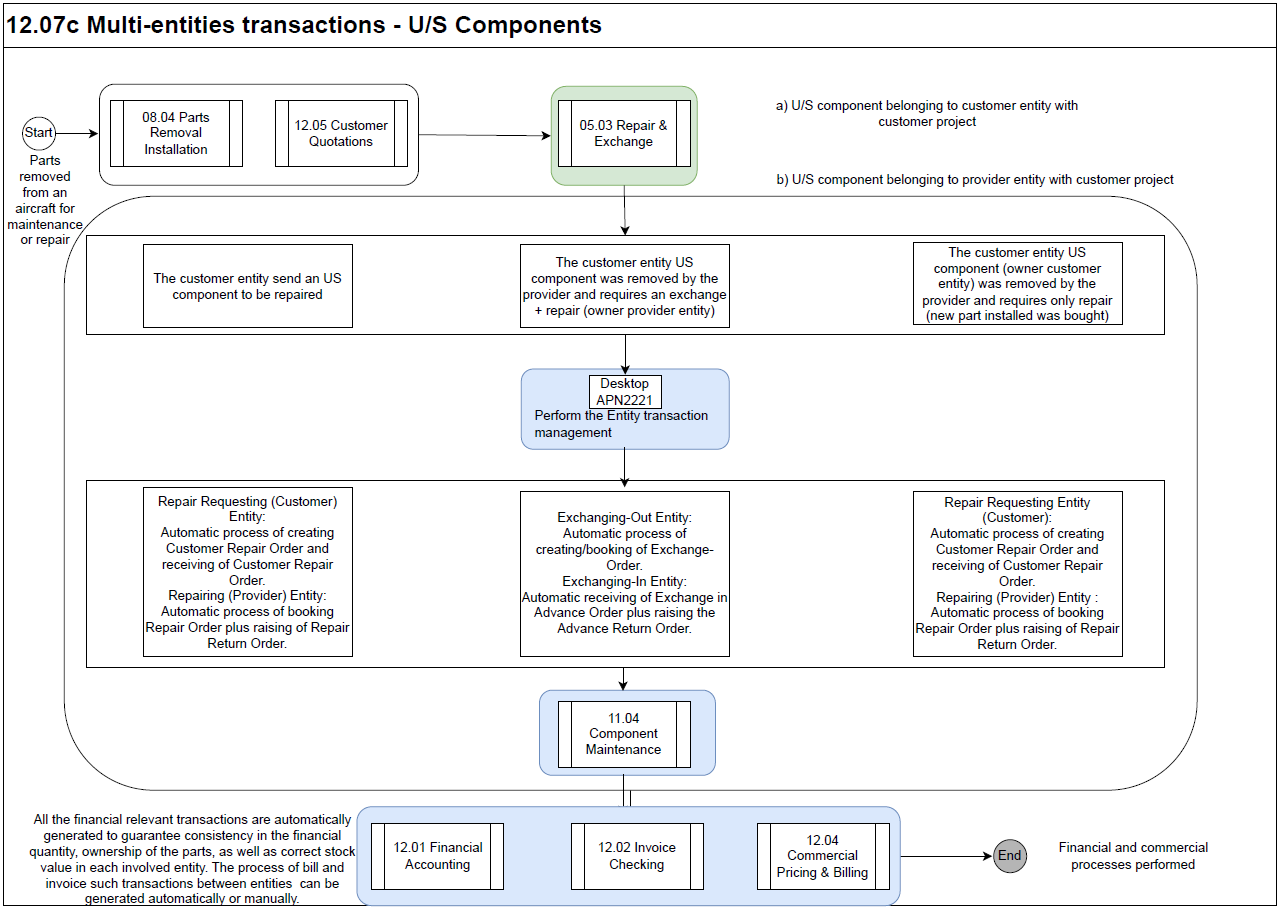 12.07c Multi-entities transactions - U/S Components
Start
Parts
removed
from an
aircraft for
maintenance
or repair
08.04 Parts
Removal
Installation
12.05 Customer
Quotations
05.03 Repair &
Exchange
a) U/S component belonging to customer entity with
customer project
b) U/S component belonging to provider entity with customer project
The customer entity send an US
component to be repaired
The customer entity US
component was removed by the
provider and requires an exchange
+ repair (owner provider entity)
The customer entity US
component (owner customer
entity) was removed by the
provider and requires only repair
(new part installed was bought)
Desktop
APN2221
Perform the Entity transaction
management
Repair Requesting (Customer)
Entity:
Automatic process of creating
Customer Repair Order and
receiving of Customer Repair
Order.
Repairing (Provider) Entity:
Automatic process of booking
Repair Order plus raising of Repair
Return Order.
Exchanging-Out Entity:
Automatic process of
creating/booking of Exchange-
Order.
Exchanging-In Entity:
Automatic receiving of Exchange in
Advance Order plus raising the
Advance Return Order.
Repair Requesting Entity
(Customer):
Automatic process of creating
Customer Repair Order and
receiving of Customer Repair
Order.
Repairing (Provider) Entity :
Automatic process of booking
Repair Order plus raising of Repair
Return Order.
11.04
Component
Maintenance
All the financial relevant transactions are automatically
generated to guarantee consistency in the financial
quantity, ownership of the parts, as well as correct stock
value in each involved entity. The process of bill and
invoice such transactions between entities can be
generated automatically or manually.
12.01 Financial
Accounting
12.02 Invoice
Checking
12.04
Commercial
Pricing & Billing
End
Financial and commercial
processes performed